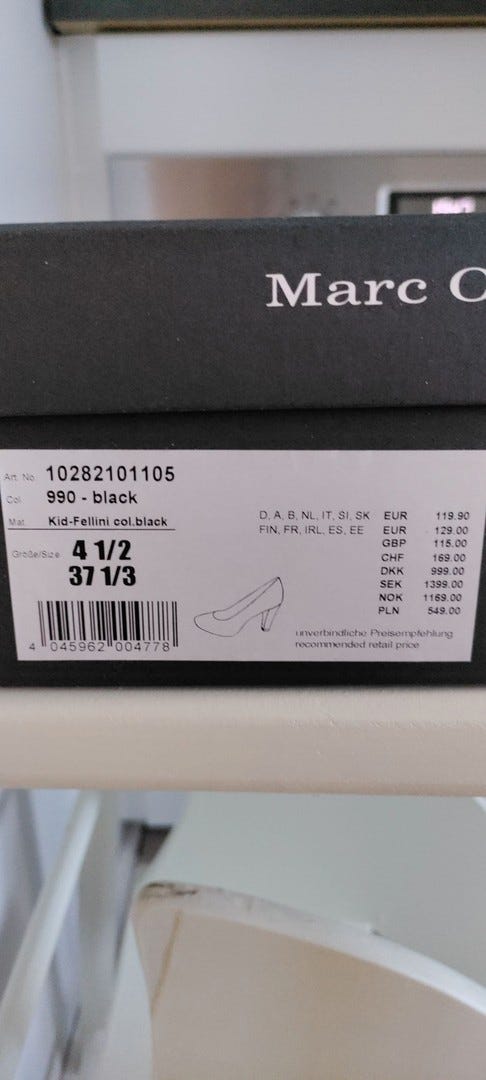 Marc O
Art. No. 10282101105
Col. 990 - black
Mat. Kid-Fellini col.black
Größe/Size 4 1/2
37 1/3
4 045962 004778
D, A, B, NL, IT, SI, SK EUR 119.90
FIN, FR, IRL, ES, EE EUR 129.00
GBP 115.00
CHF 169.00
DKK 999.00
SEK 1399.00
NOK 1169.00
PLN 549.00
unverbindliche Preisempfehlung
recommended retail price